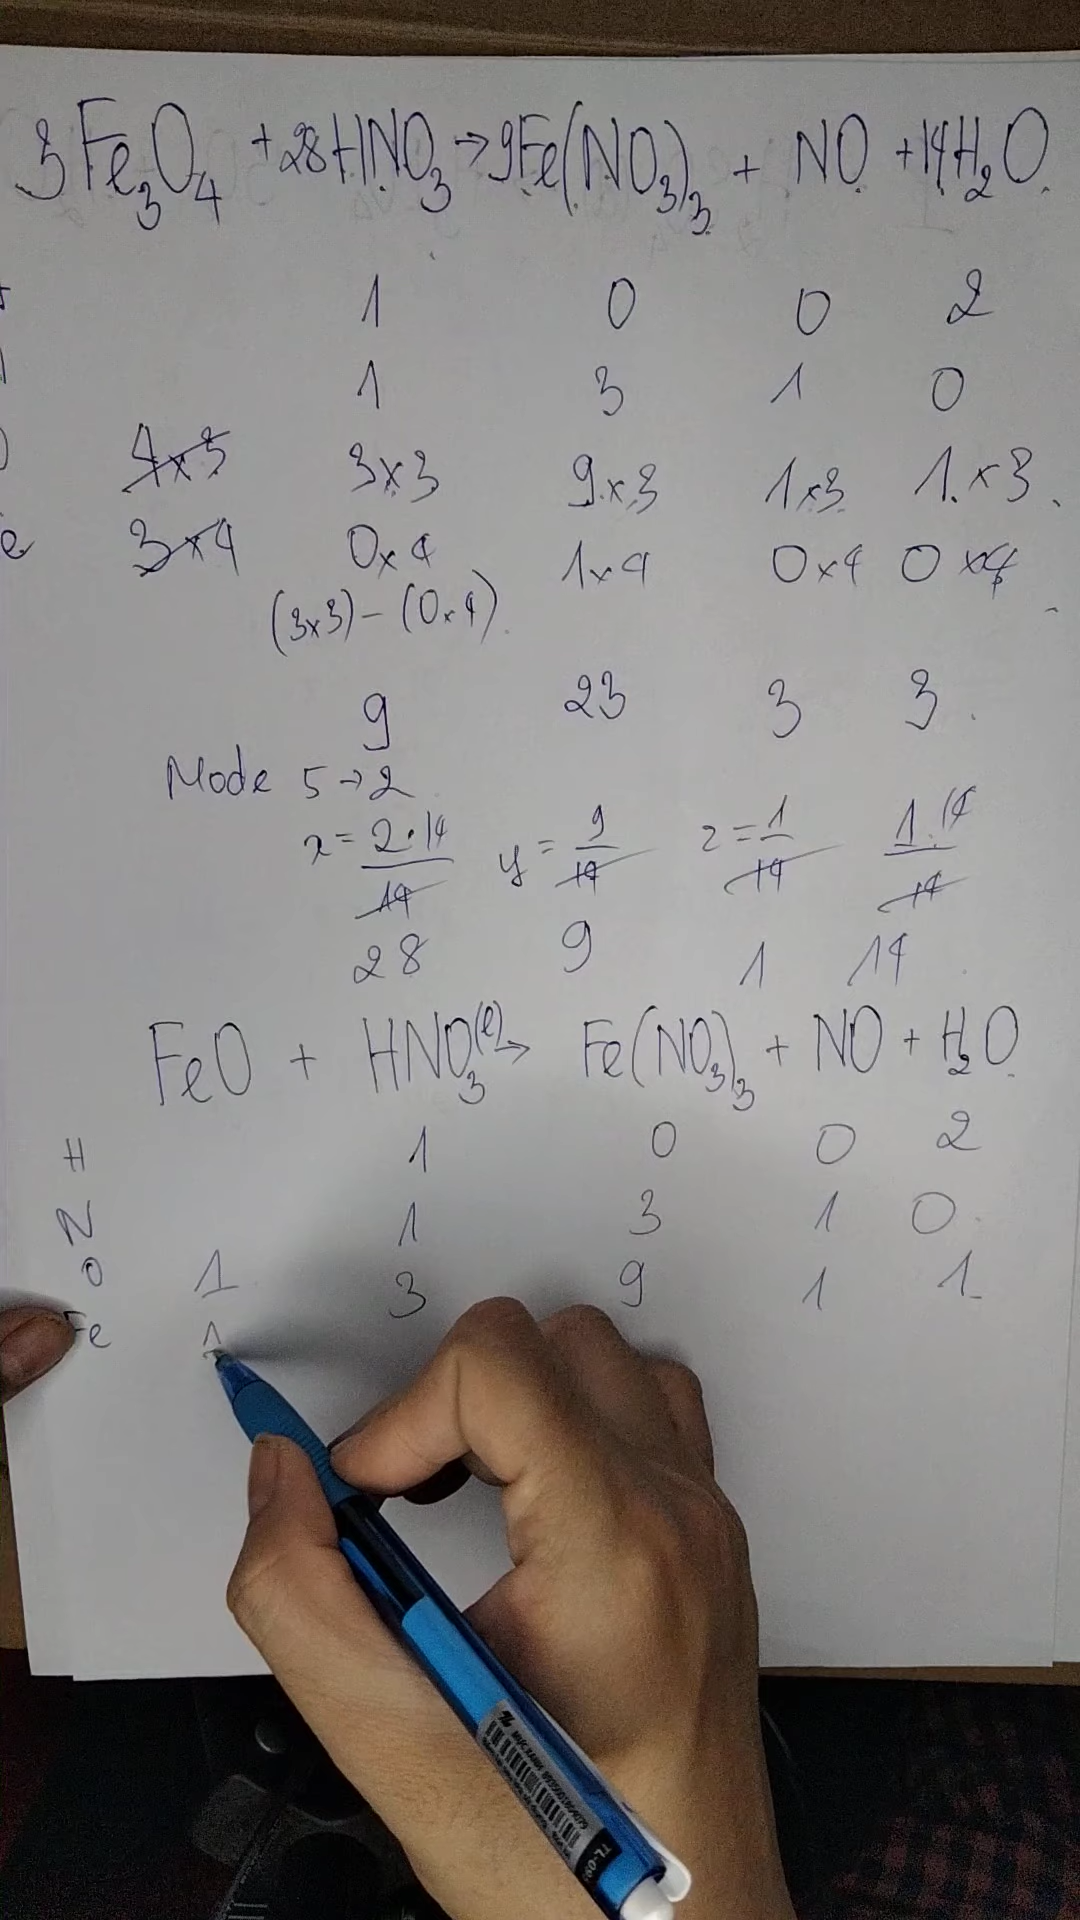 3Fe3O4 + 28HNO3 → 9Fe(NO3)3 + NO + 14H2O
1 0 0 2
1 3 1 0
4x3 3x3 9x3 1x3 1x3
e 3x4 0x4 1x4 0x4 0x4
(3x3) - (0x4)
9 23 3 3
Mode 5 → 2
x = 2.14/14 y = 9/14 z = 1/14 1.14/14
28 9 1 14
FeO + HNO3(l) → Fe(NO3)3 + NO + H2O
H 1 0 0 2
N 1 3 1 0
O 1 3 9 1 1
Fe 1
TL-09